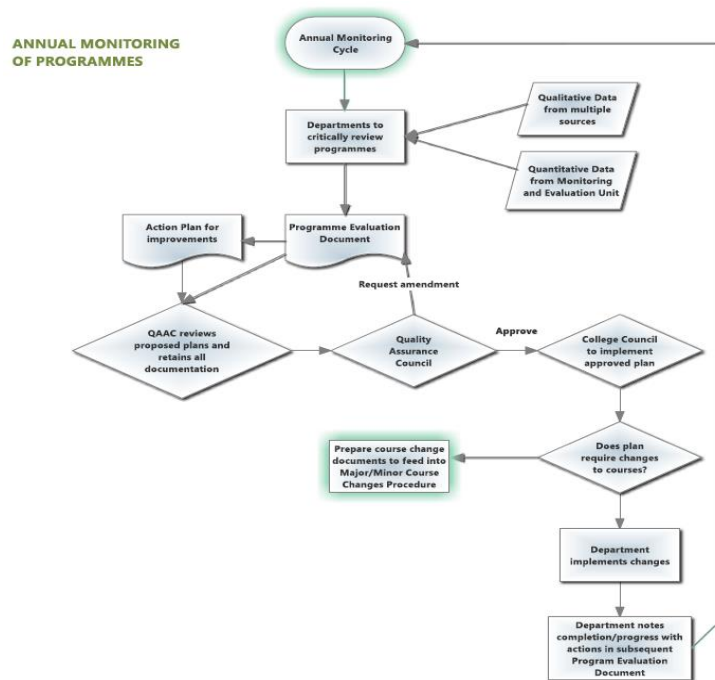 ANNUAL MONITORING
OF PROGRAMMES
Annual Monitoring
Cycle
Departments to
critically review
programmes
Qualitative Data
from multiple
sources
Quantitative Data
from Monitoring
and Evaluation Unit
Action Plan for
improvements
Programme Evaluation
Document
Request amendment
QAAC reviews
proposed plans and
retains all
documentation
Quality
Assurance
Council
Approve
College Council
to implement
approved plan
Does plan
require changes
to courses?
Prepare course change
documents to feed into
Major/Minor Course
Changes Procedure
Department
implements changes
Department notes
completion/progress with
actions in subsequent
Program Evaluation
Document